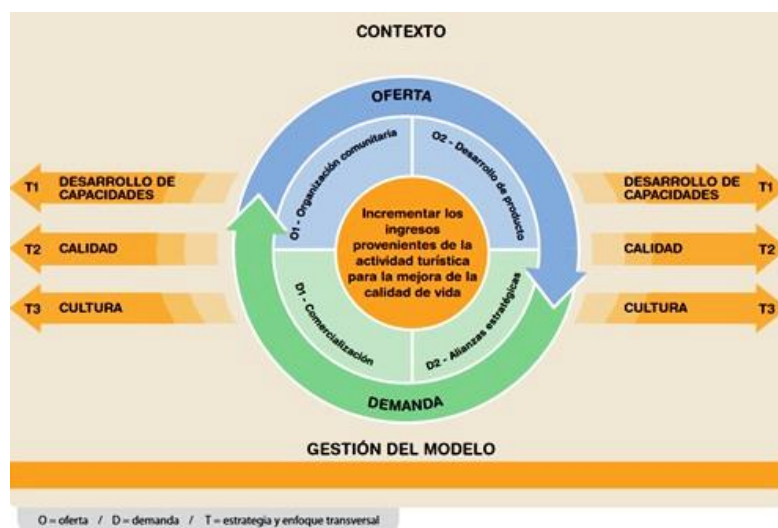 CONTEXTO
OFERTA
O1 - Organización comunitaria
O2 - Desarrollo de producto
T1
DESARROLLO DE
CAPACIDADES
T2
CALIDAD
T3
CULTURA
Incrementar los
ingresos
provenientes de la
actividad turística
para la mejora de la
calidad de vida
DESARROLLO DE
CAPACIDADES
T1
CALIDAD
T2
CULTURA
T3
D1 - Comercialización
D2 - Alianzas estratégicas
DEMANDA
GESTIÓN DEL MODELO
O = oferta / D = demanda / T = estrategia y enfoque transversal